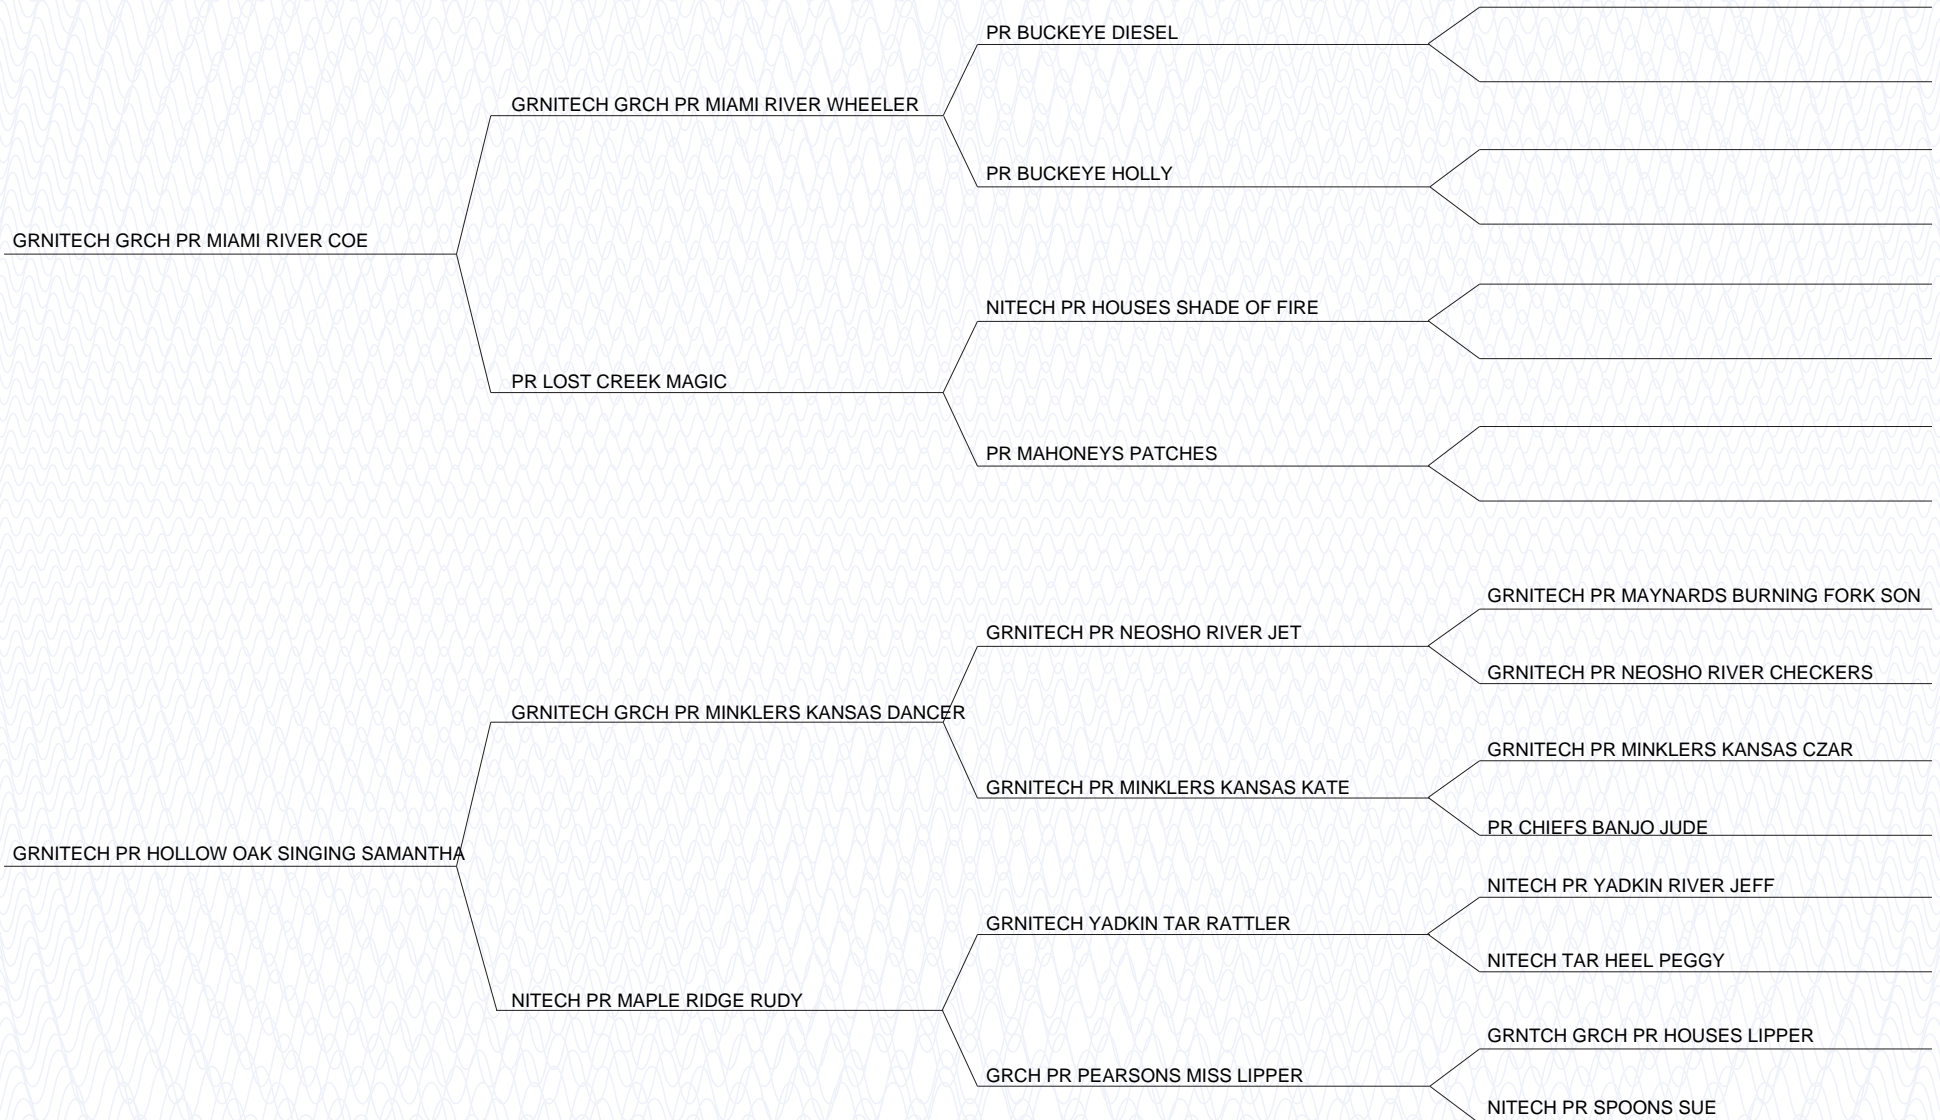 PR BUCKEYE DIESEL
GRNITECH GRCH PR MIAMI RIVER WHEELER
PR BUCKEYE HOLLY
GRNITECH GRCH PR MIAMI RIVER COE
NITECH PR HOUSES SHADE OF FIRE
PR LOST CREEK MAGIC
PR MAHONEYS PATCHES
GRNITECH PR MAYNARDS BURNING FORK SON
GRNITECH PR NEOSHO RIVER JET
GRNITECH PR NEOSHO RIVER CHECKERS
GRNITECH GRCH PR MINKLERS KANSAS DANCER
GRNITECH PR MINKLERS KANSAS CZAR
GRNITECH PR MINKLERS KANSAS KATE
PR CHIEFS BANJO JUDE
GRNITECH PR HOLLOW OAK SINGING SAMANTHA
NITECH PR YADKIN RIVER JEFF
GRNITECH YADKIN TAR RATTLER
NITECH TAR HEEL PEGGY
NITECH PR MAPLE RIDGE RUDY
GRNTCH GRCH PR HOUSES LIPPER
GRCH PR PEARSONS MISS LIPPER
NITECH PR SPOONS SUE